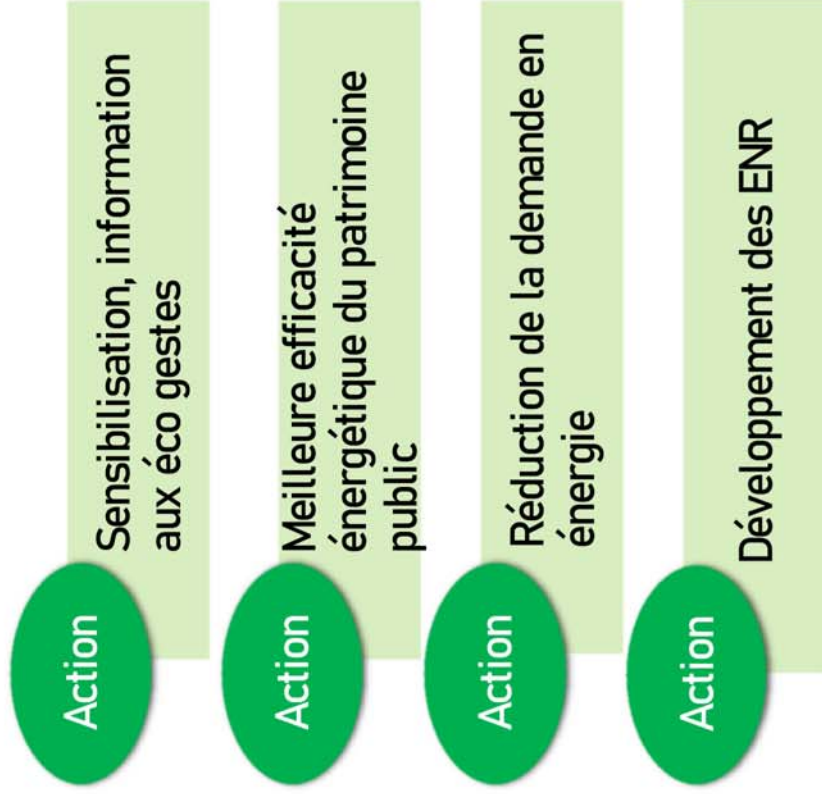 Action
Sensibilisation, information
aux éco gestes
Action
Meilleure efficacité
énergétique du patrimoine
public
Action
Réduction de la demande en
énergie
Action
Développement des ENR